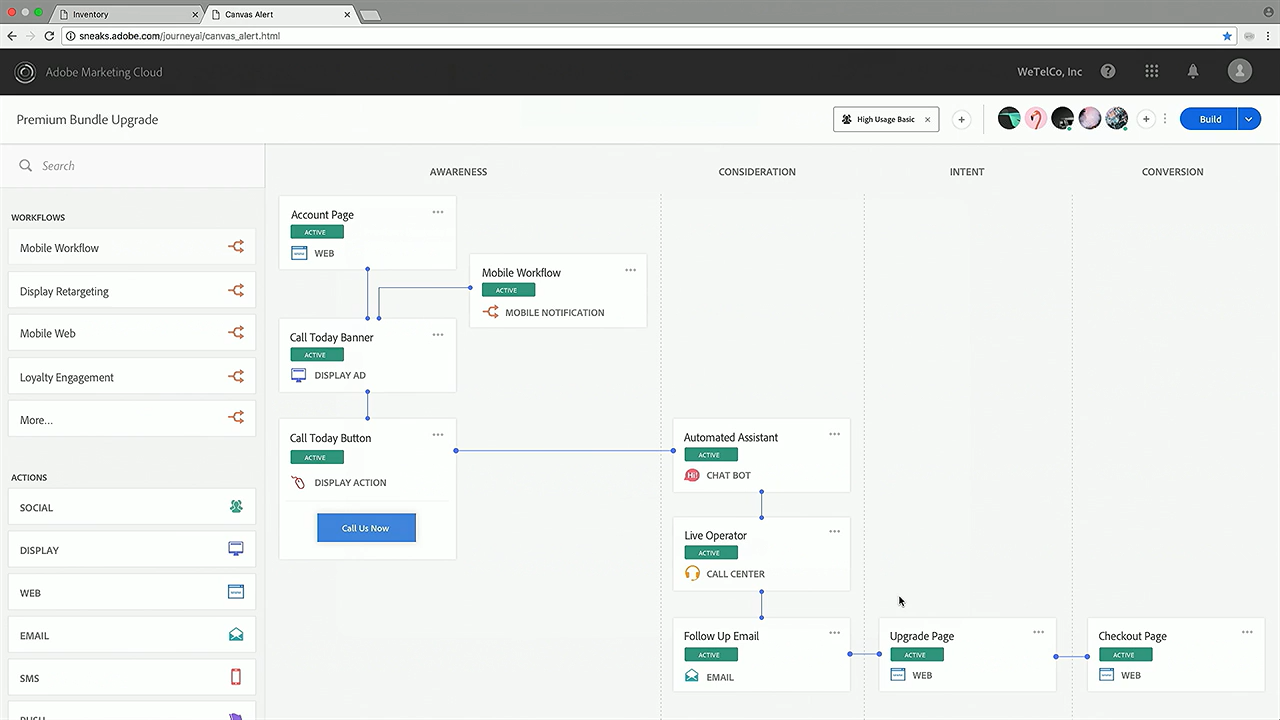 Inventory
Canvas Alert
sneaks.adobe.com/journeyai/canvas_alert.html
Adobe Marketing Cloud
WeTelCo, Inc
Premium Bundle Upgrade
High Usage Basic
Build
Search
AWARENESS
CONSIDERATION
INTENT
CONVERSION
WORKFLOWS
Mobile Workflow
Display Retargeting
Mobile Web
Loyalty Engagement
More...
ACTIONS
SOCIAL
DISPLAY
WEB
EMAIL
SMS
PUSH
Account Page
ACTIVE
WEB
Mobile Workflow
ACTIVE
MOBILE NOTIFICATION
Call Today Banner
ACTIVE
DISPLAY AD
Call Today Button
ACTIVE
DISPLAY ACTION
Call Us Now
Automated Assistant
ACTIVE
Hi!
CHAT BOT
Live Operator
ACTIVE
CALL CENTER
Follow Up Email
ACTIVE
EMAIL
Upgrade Page
ACTIVE
WEB
Checkout Page
ACTIVE
WEB